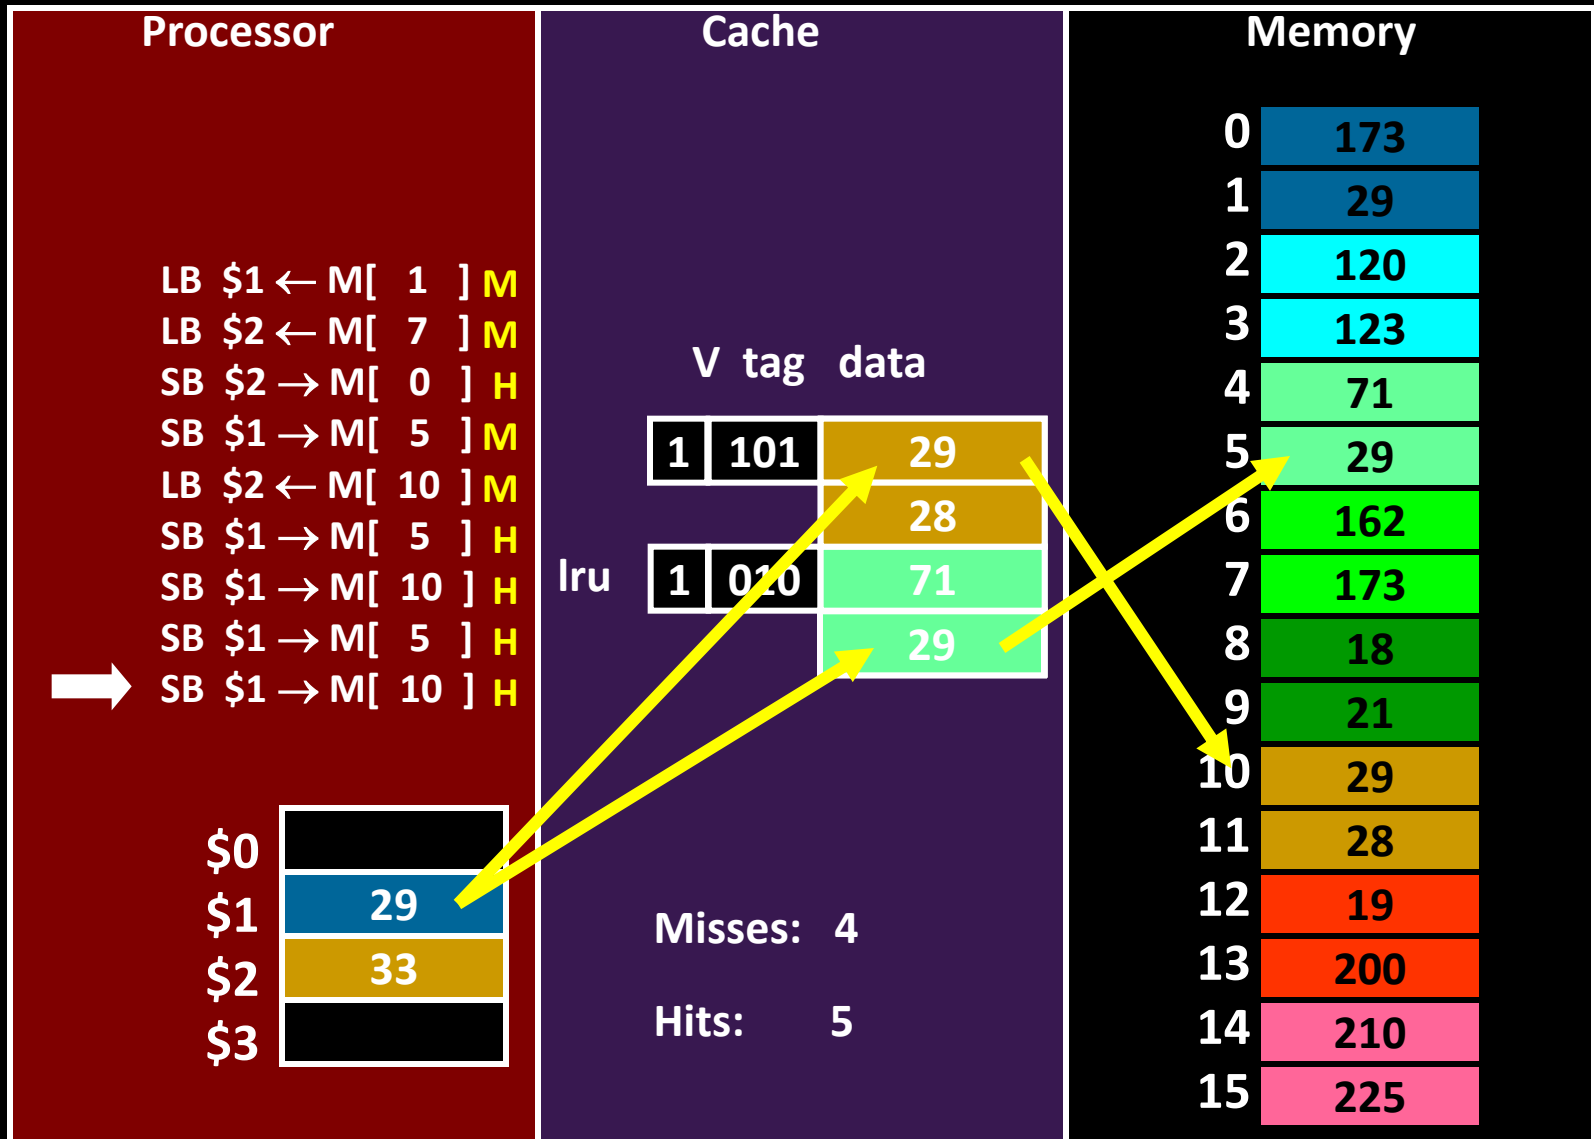 Processor
LB $1 ← M[ 1 ] M
LB $2 ← M[ 7 ] M
SB $2 → M[ 0 ] H
SB $1 → M[ 5 ] M
LB $2 ← M[ 10 ] M
SB $1 → M[ 5 ] H
SB $1 → M[ 10 ] H
SB $1 → M[ 5 ] H
SB $1 → M[ 10 ] H
$0
$1 29
$2 33
$3
Cache
V tag data
1 101 29
28
lru 1 010 71
29
Misses: 4
Hits: 5
Memory
0 173
1 29
2 120
3 123
4 71
5 29
6 162
7 173
8 18
9 21
10 29
11 28
12 19
13 200
14 210
15 225